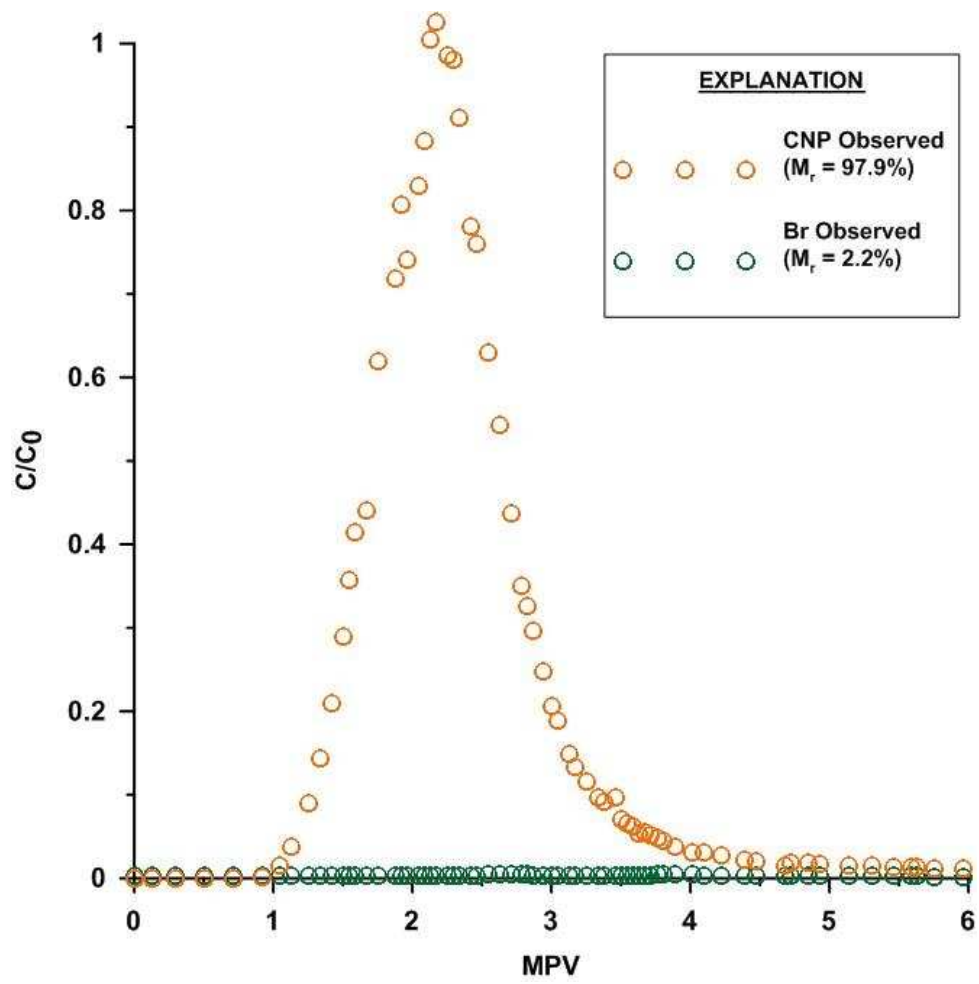 1
0.8
0.6
0.4
0.2
0
C/C₀
0 1 2 3 4 5 6
MPV
EXPLANATION
CNP Observed
(Mᵣ = 97.9%)
Br Observed
(Mᵣ = 2.2%)